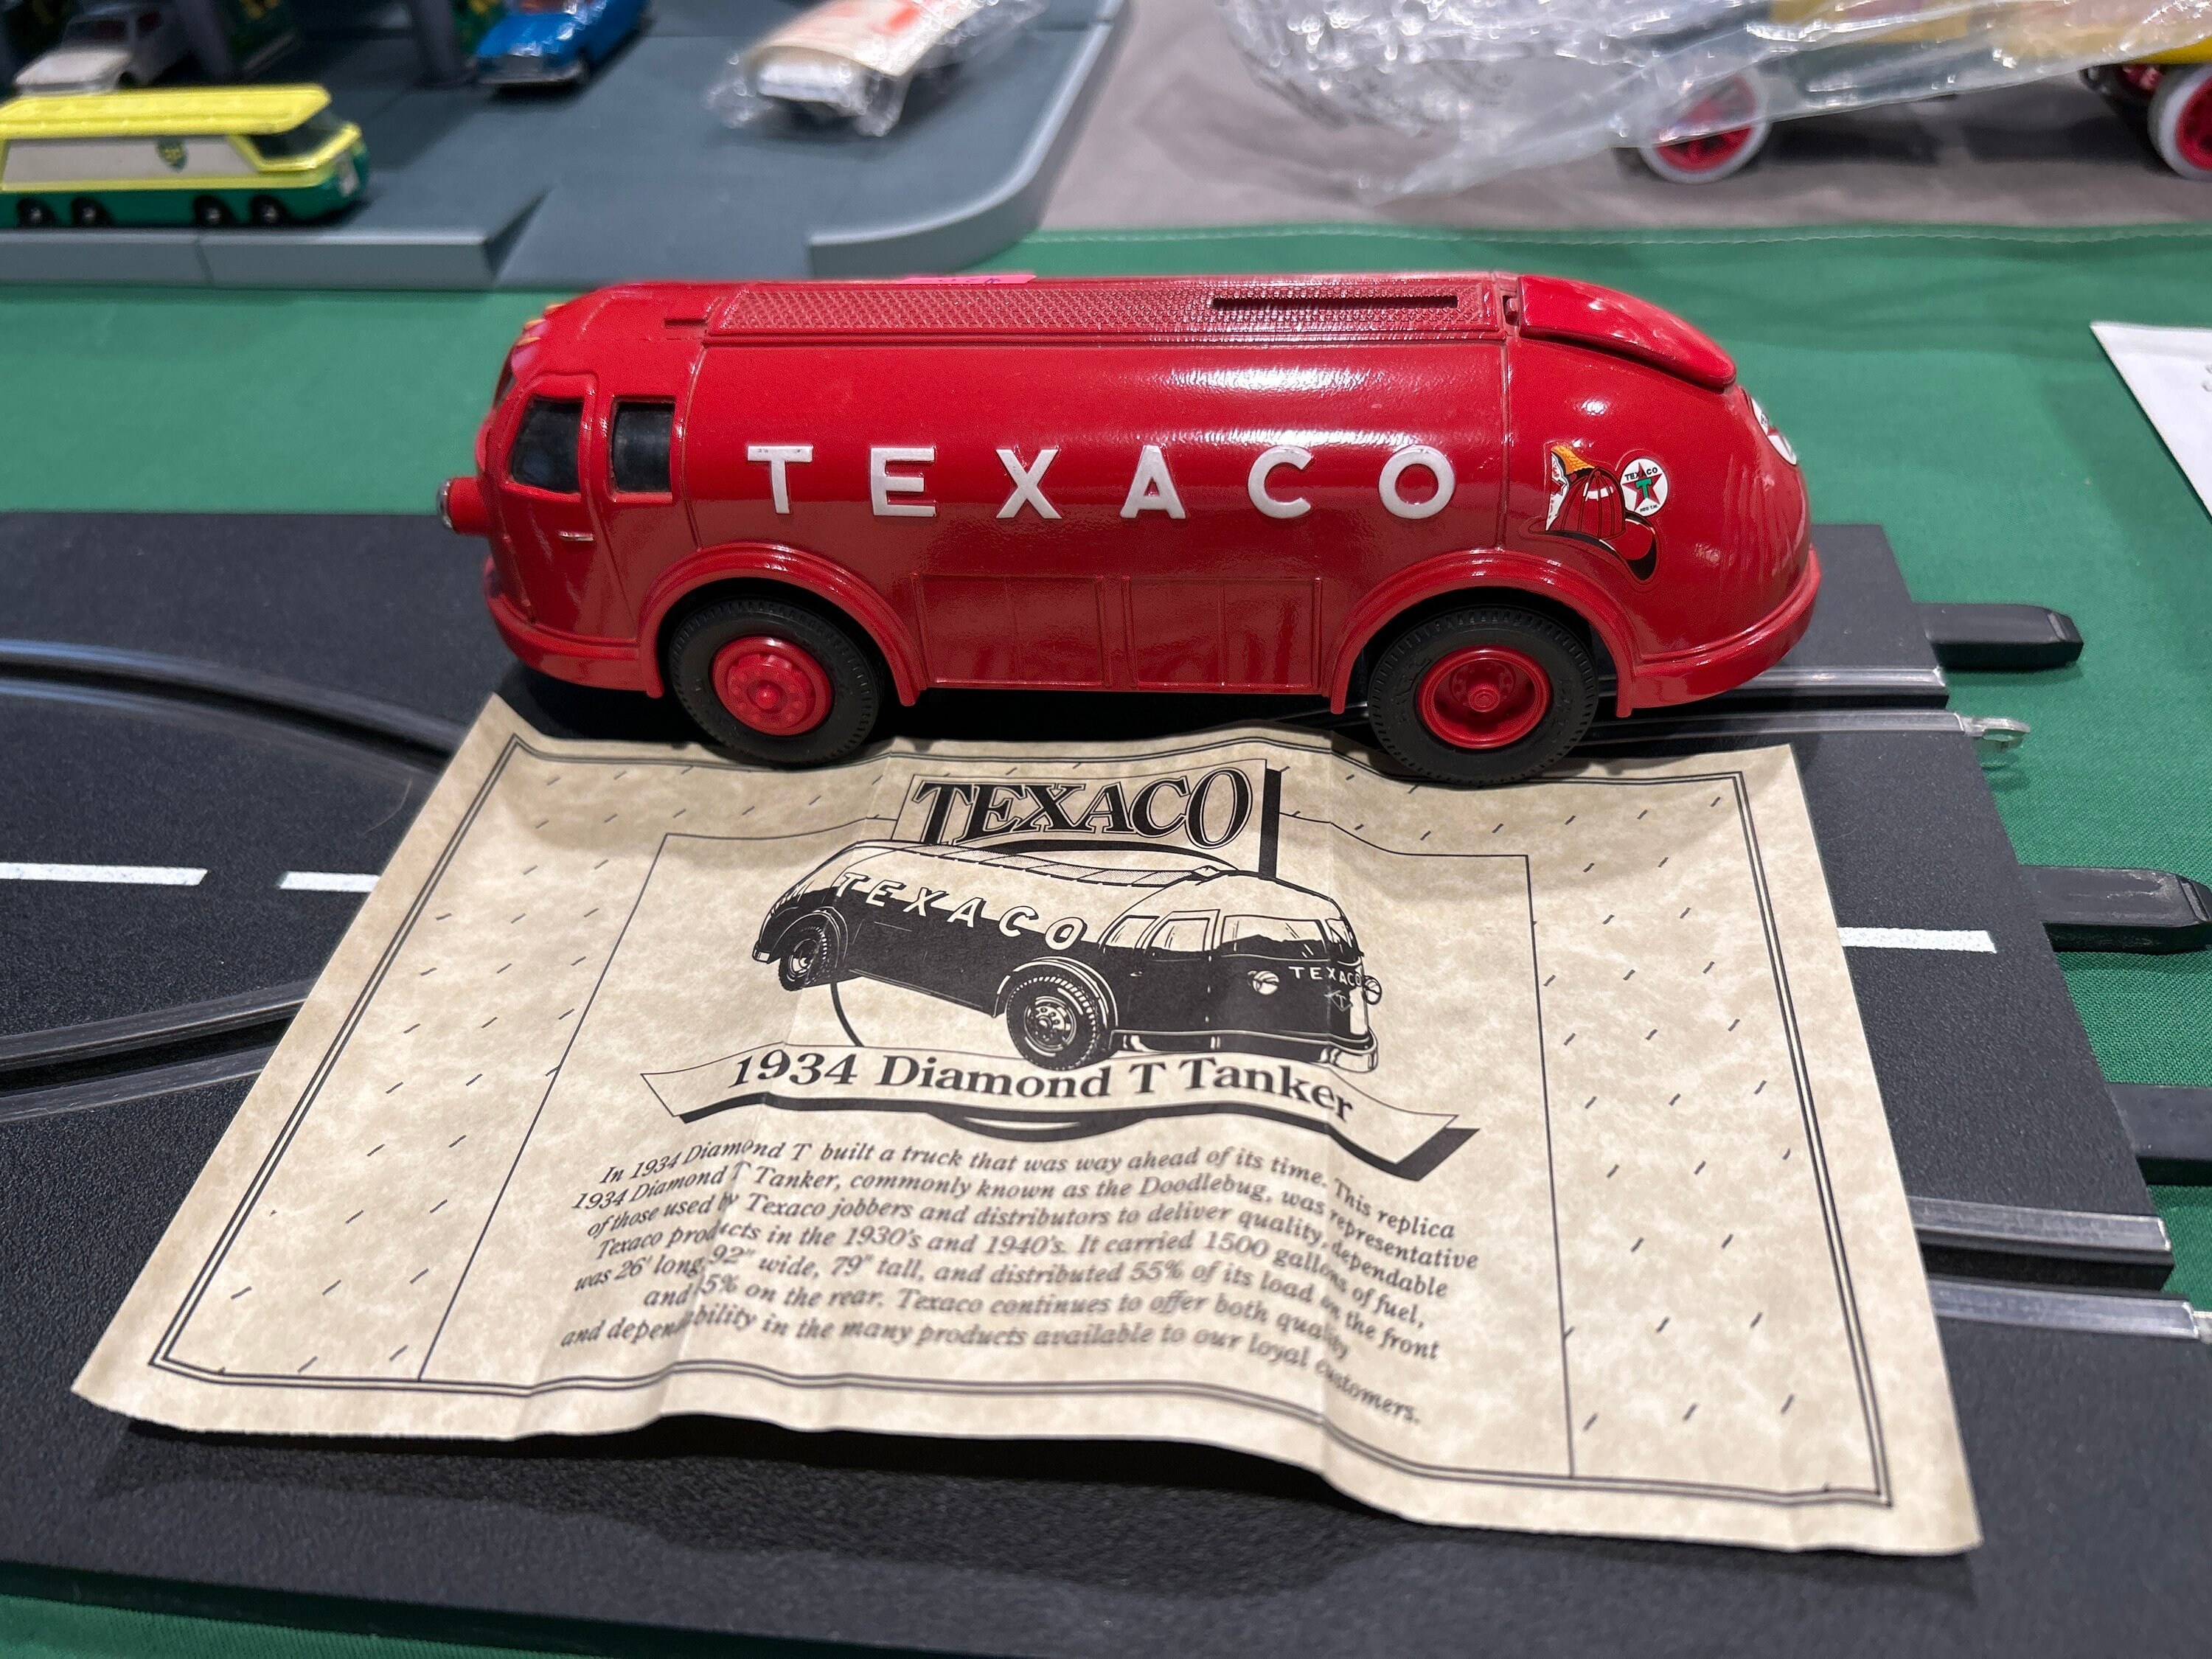 TEXACO
TEXACO
TEXACO
TEXACO
TEXACO
1934 Diamond T Tanker
In 1934 Diamond T built a truck that was way ahead of its time. This replica
1934 Diamond T Tanker, commonly known as the Doodlebug, was representative
of those used by Texaco jobbers and distributors to deliver quality, dependable
Texaco products in the 1930's and 1940's. It carried 1500 gallons of fuel,
was 26' long, 92" wide, 79" tall, and distributed 55% of its load on the front
and 45% on the rear. Texaco continues to offer both quality
and dependability in the many products available to our loyal customers.